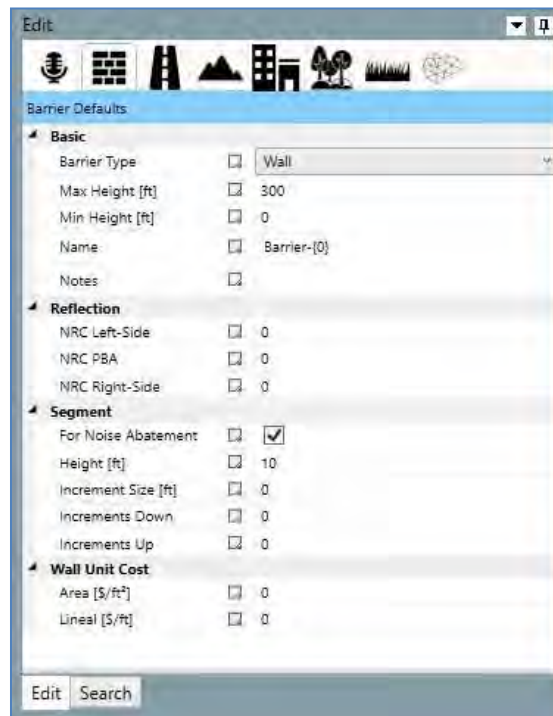 Edit
Barrier Defaults
Basic
Barrier Type Wall
Max Height [ft] 300
Min Height [ft] 0
Name Barrier-{0}
Notes
Reflection
NRC Left-Side 0
NRC PBA 0
NRC Right-Side 0
Segment
For Noise Abatement
Height [ft] 10
Increment Size [ft] 0
Increments Down 0
Increments Up 0
Wall Unit Cost
Area [$/ft²] 0
Lineal [$/ft] 0
Edit Search